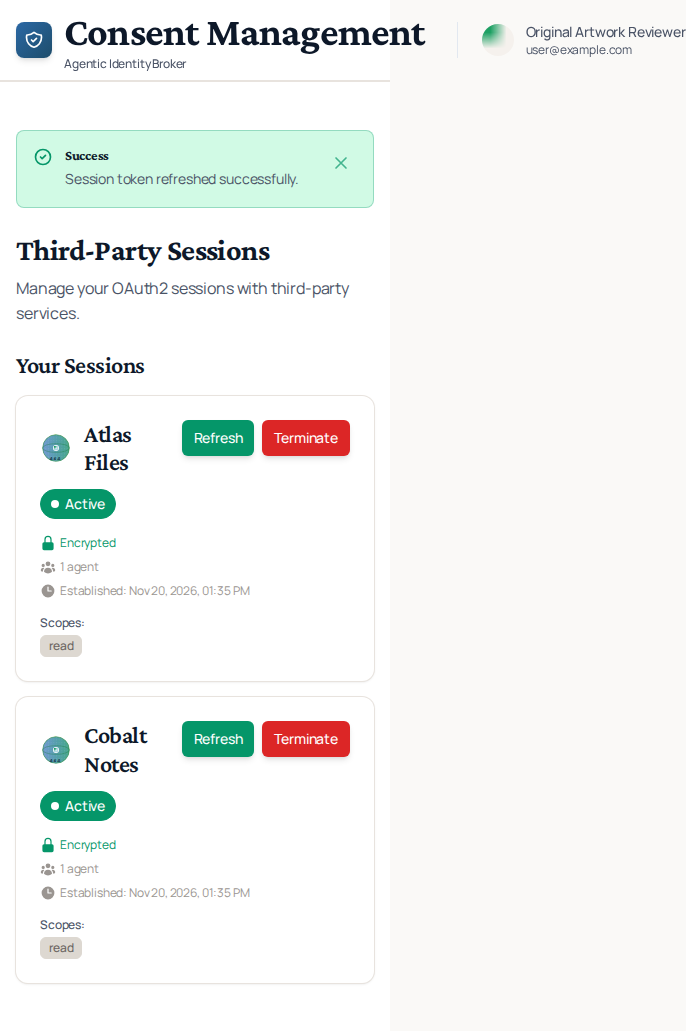 Consent Management
Agentic Identity Broker
Original Artwork Reviewer
user@example.com
Success
Session token refreshed successfully.
Third-Party Sessions
Manage your OAuth2 sessions with third-party
services.
Your Sessions
Atlas
Files
Refresh
Terminate
Active
Encrypted
1 agent
Established: Nov 20, 2026, 01:35 PM
Scopes:
read
Cobalt
Notes
Refresh
Terminate
Active
Encrypted
1 agent
Established: Nov 20, 2026, 01:35 PM
Scopes:
read